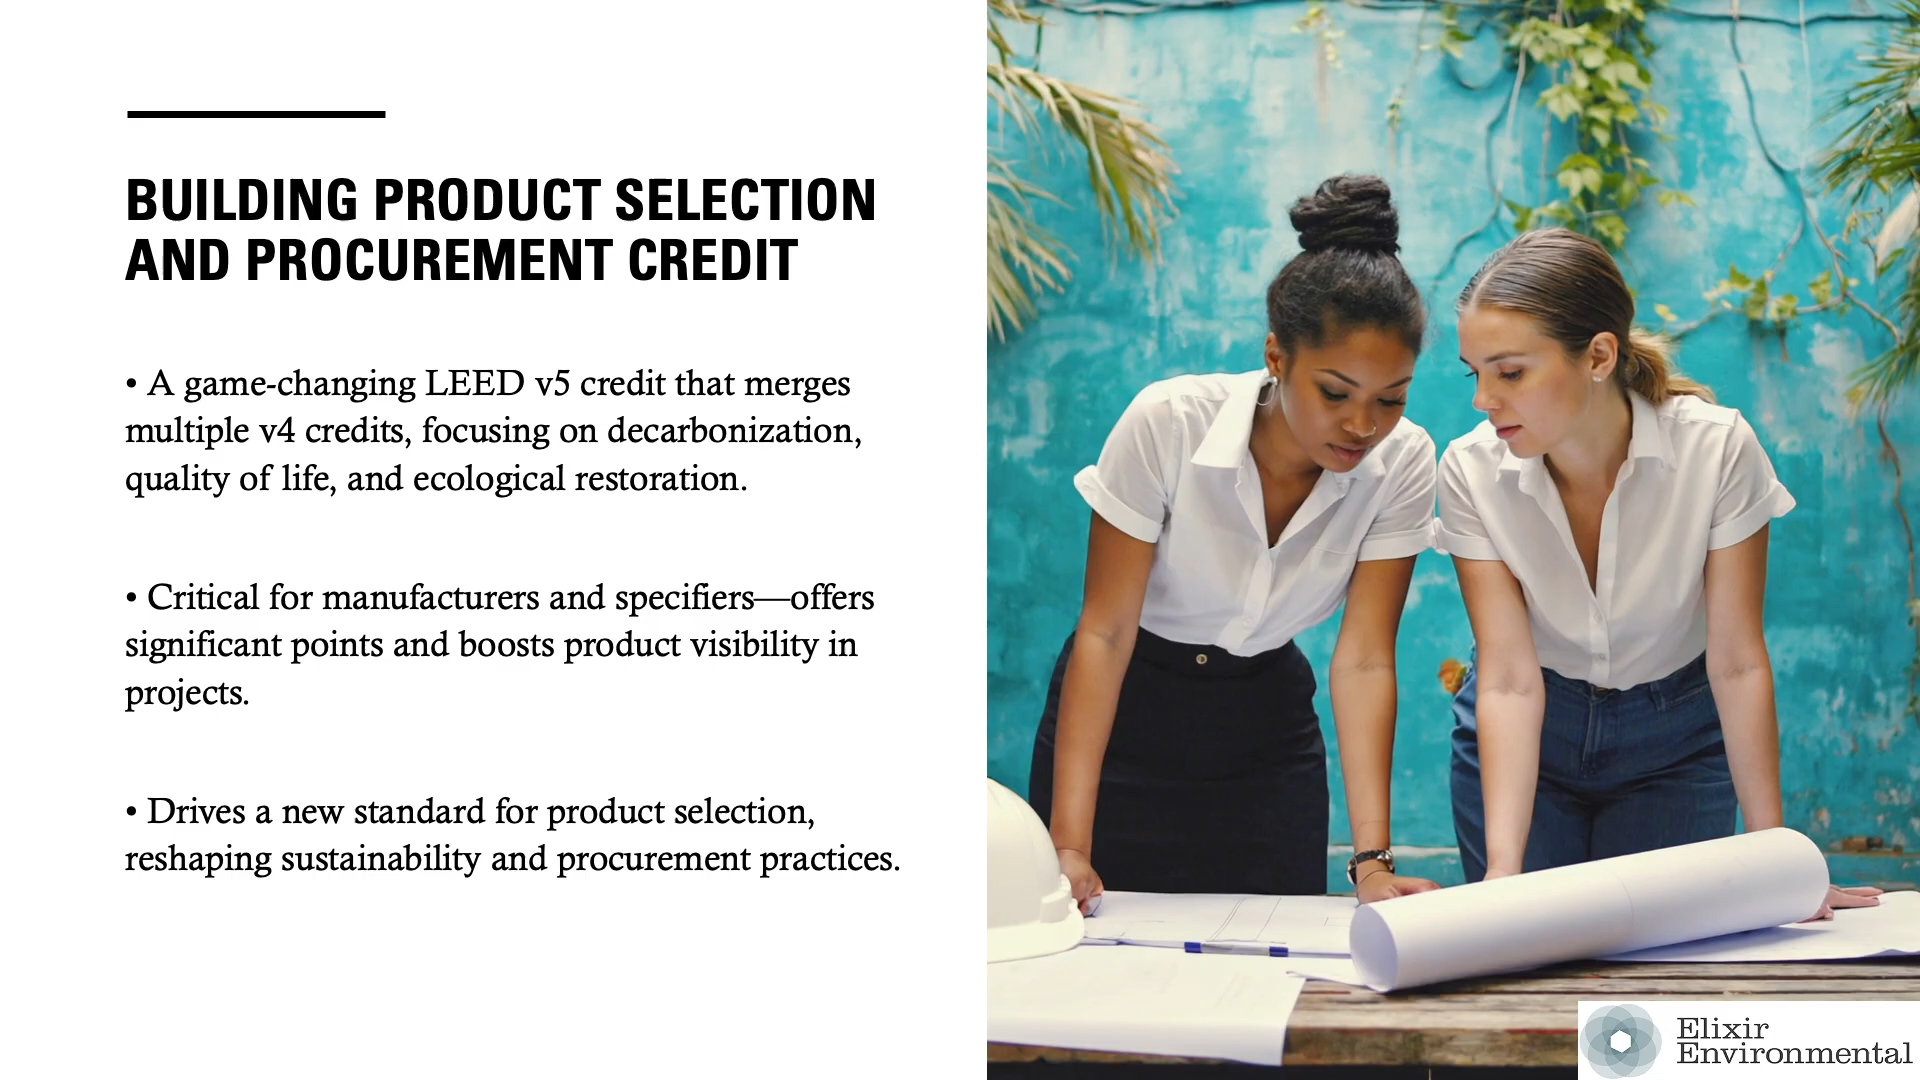 BUILDING PRODUCT SELECTION
AND PROCUREMENT CREDIT
• A game-changing LEED v5 credit that merges
multiple v4 credits, focusing on decarbonization,
quality of life, and ecological restoration.
• Critical for manufacturers and specifiers—offers
significant points and boosts product visibility in
projects.
• Drives a new standard for product selection,
reshaping sustainability and procurement practices.
Elixir
Environmental